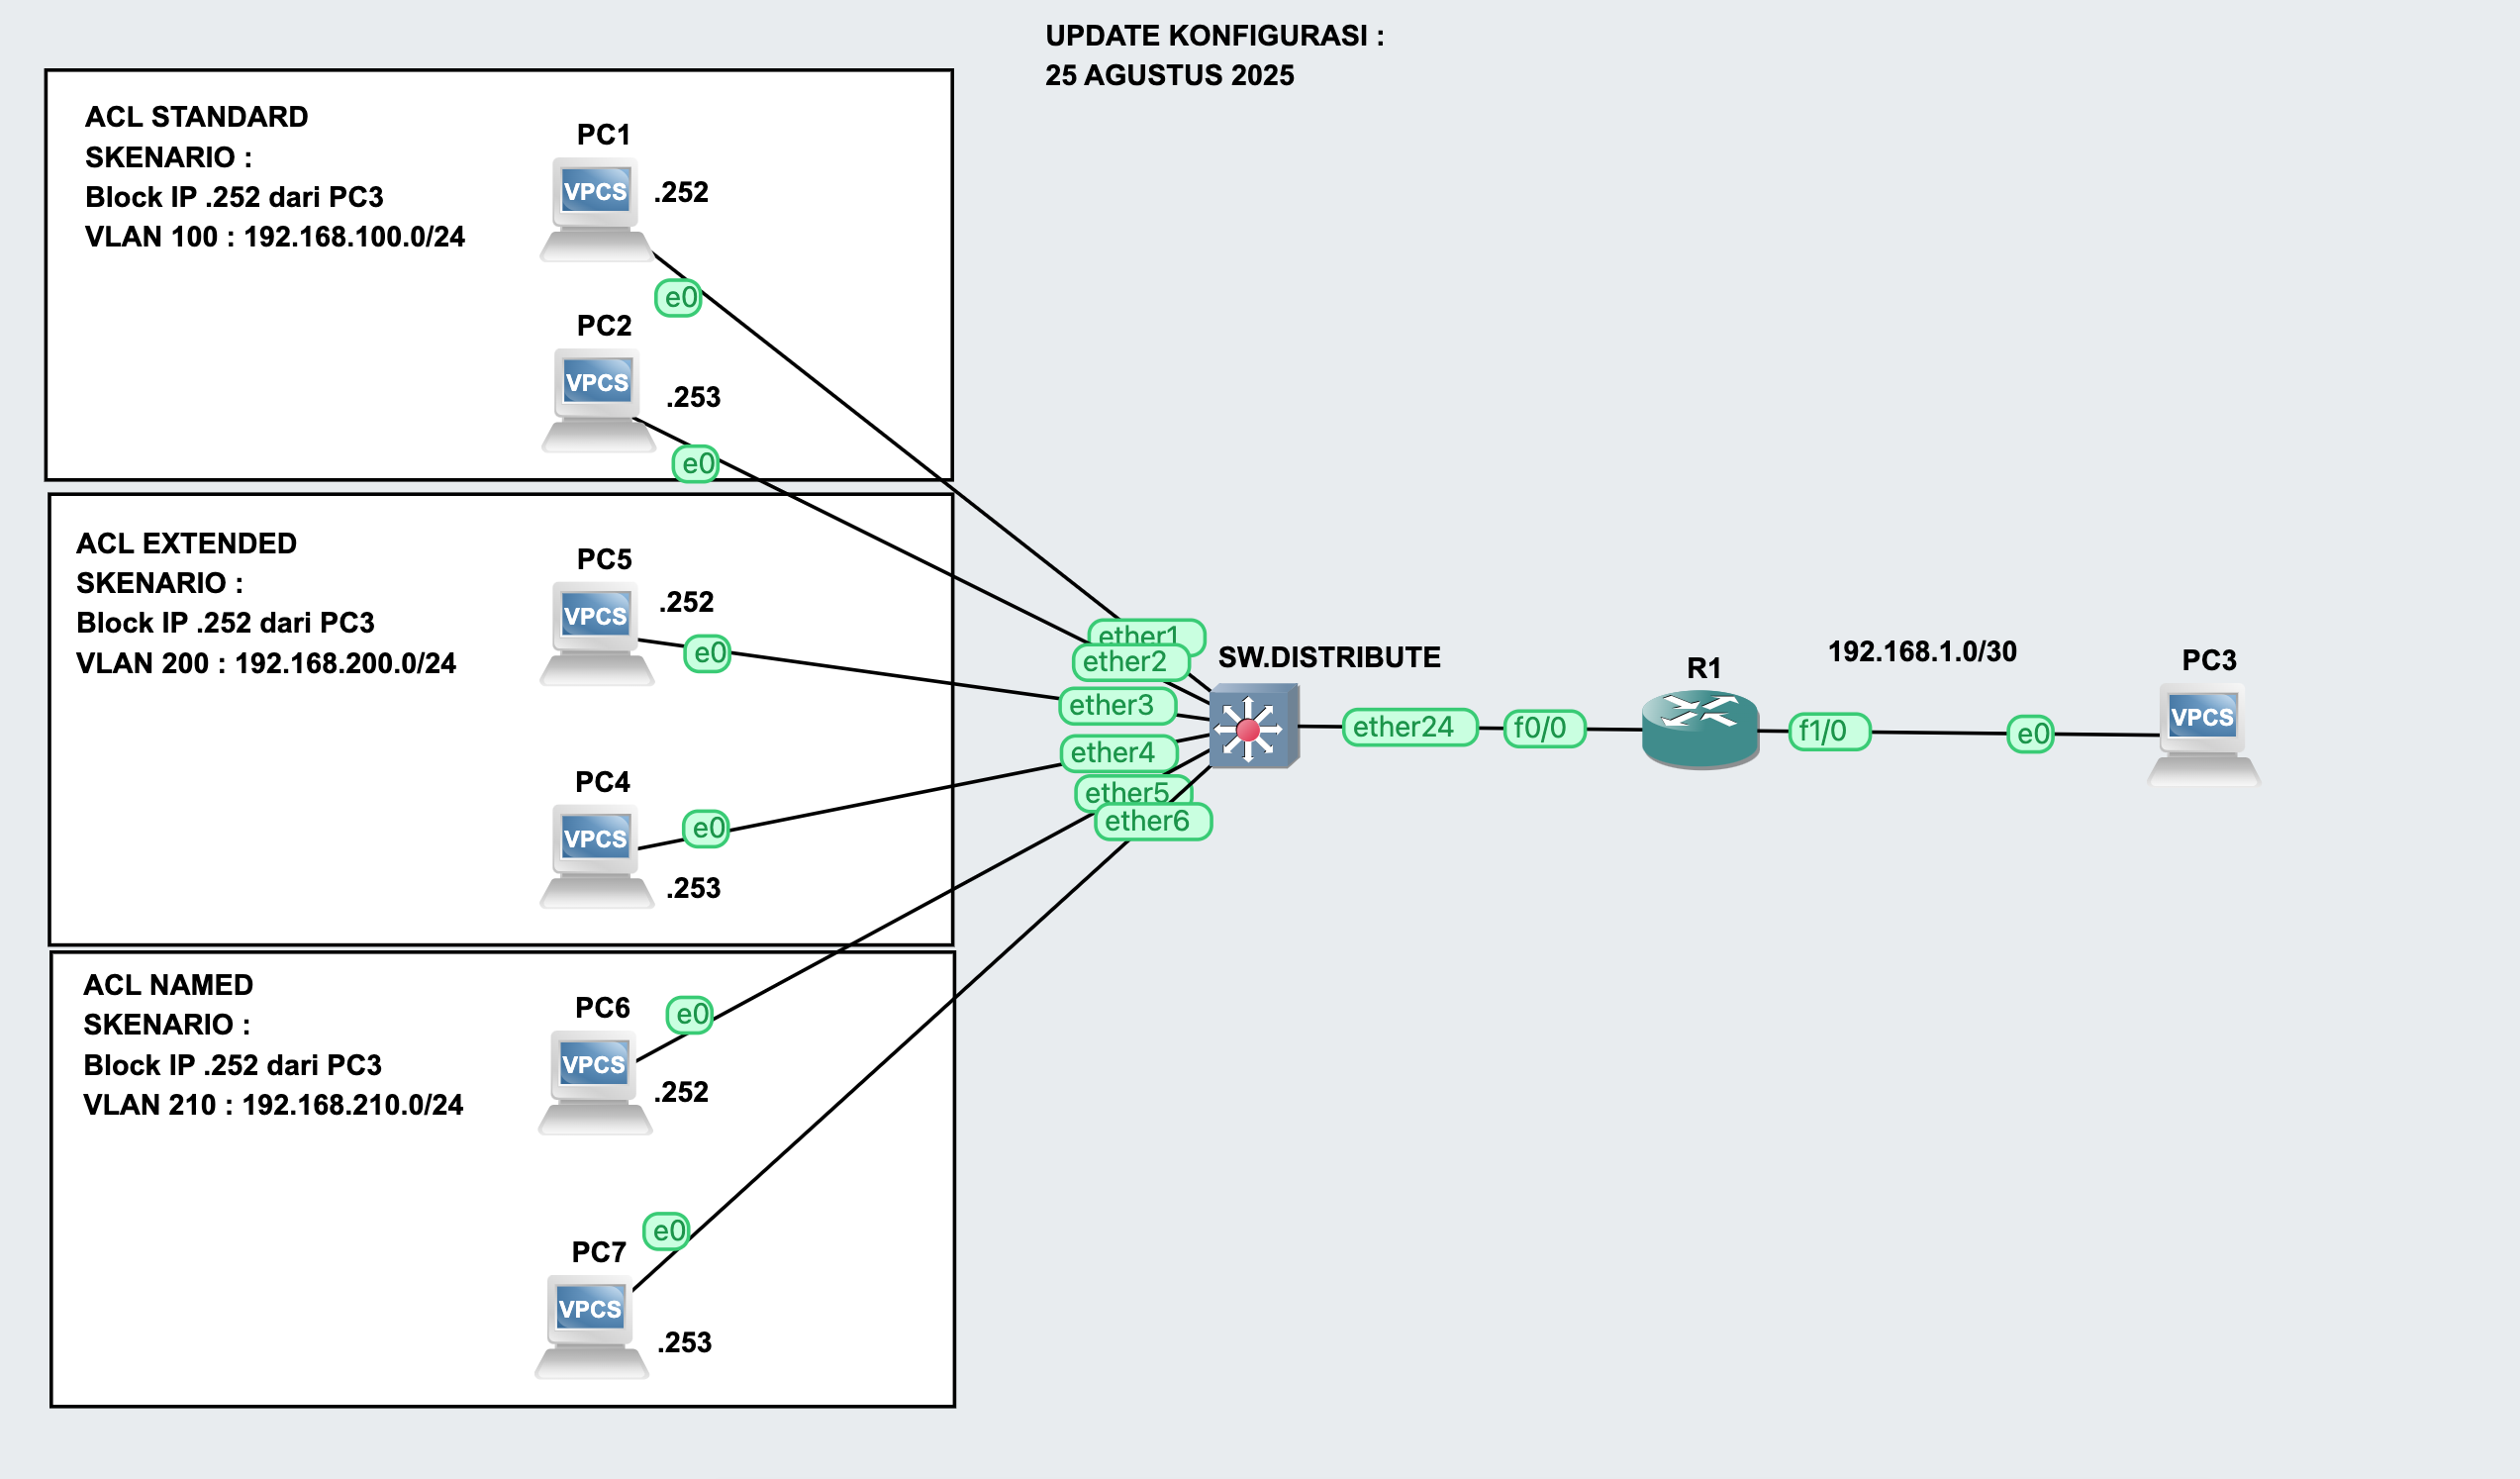 UPDATE KONFIGURASI :
25 AGUSTUS 2025
ACL STANDARD
SKENARIO :
Block IP .252 dari PC3
VLAN 100 : 192.168.100.0/24
PC1
VPCS
.252
e0
PC2
VPCS
.253
e0
ACL EXTENDED
SKENARIO :
Block IP .252 dari PC3
VLAN 200 : 192.168.200.0/24
PC5
VPCS
.252
e0
PC4
VPCS
e0
.253
ACL NAMED
SKENARIO :
Block IP .252 dari PC3
VLAN 210 : 192.168.210.0/24
PC6
VPCS
e0
.252
PC7
VPCS
e0
.253
ether1
ether2
ether3
ether4
ether5
ether6
SW.DISTRIBUTE
ether24
f0/0
R1
f1/0
192.168.1.0/30
e0
PC3
VPCS